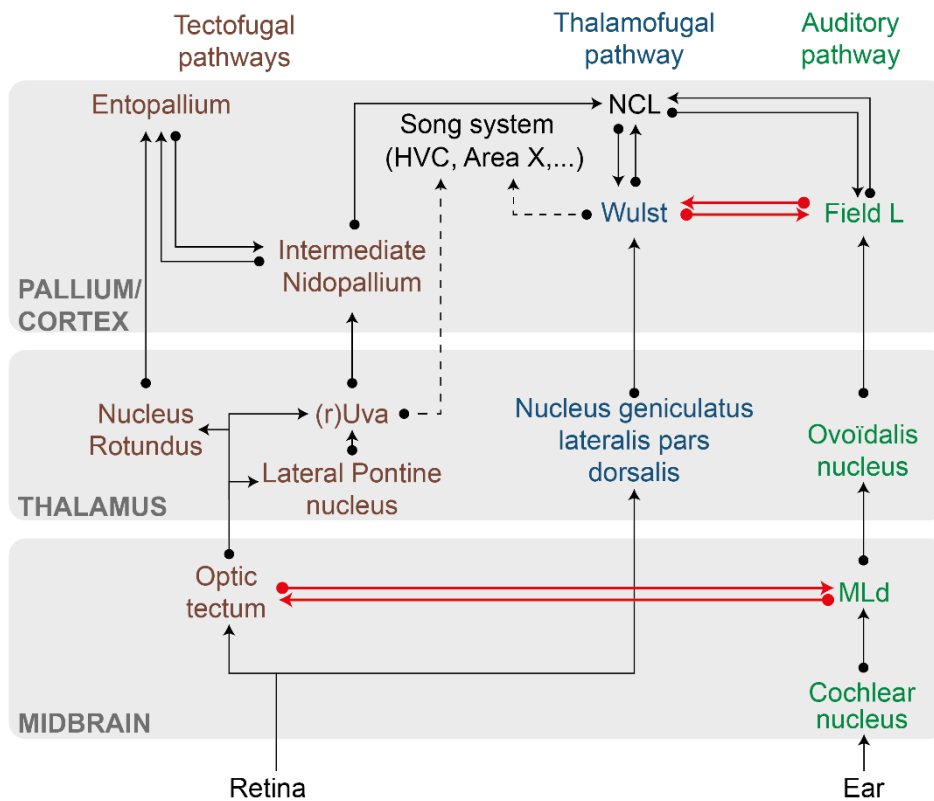 Tectofugal
pathways
Thalamofugal
pathway
Auditory
pathway
Entopallium
NCL
Song system
(HVC, Area X,...)
Wulst
Field L
Intermediate
Nidopallium
PALLIUM/
CORTEX
Nucleus
Rotundus
(r)Uva
Lateral Pontine
nucleus
Nucleus geniculatus
lateralis pars
dorsalis
Ovoïdalis
nucleus
THALAMUS
Optic
tectum
MLd
Cochlear
nucleus
MIDBRAIN
Retina
Ear